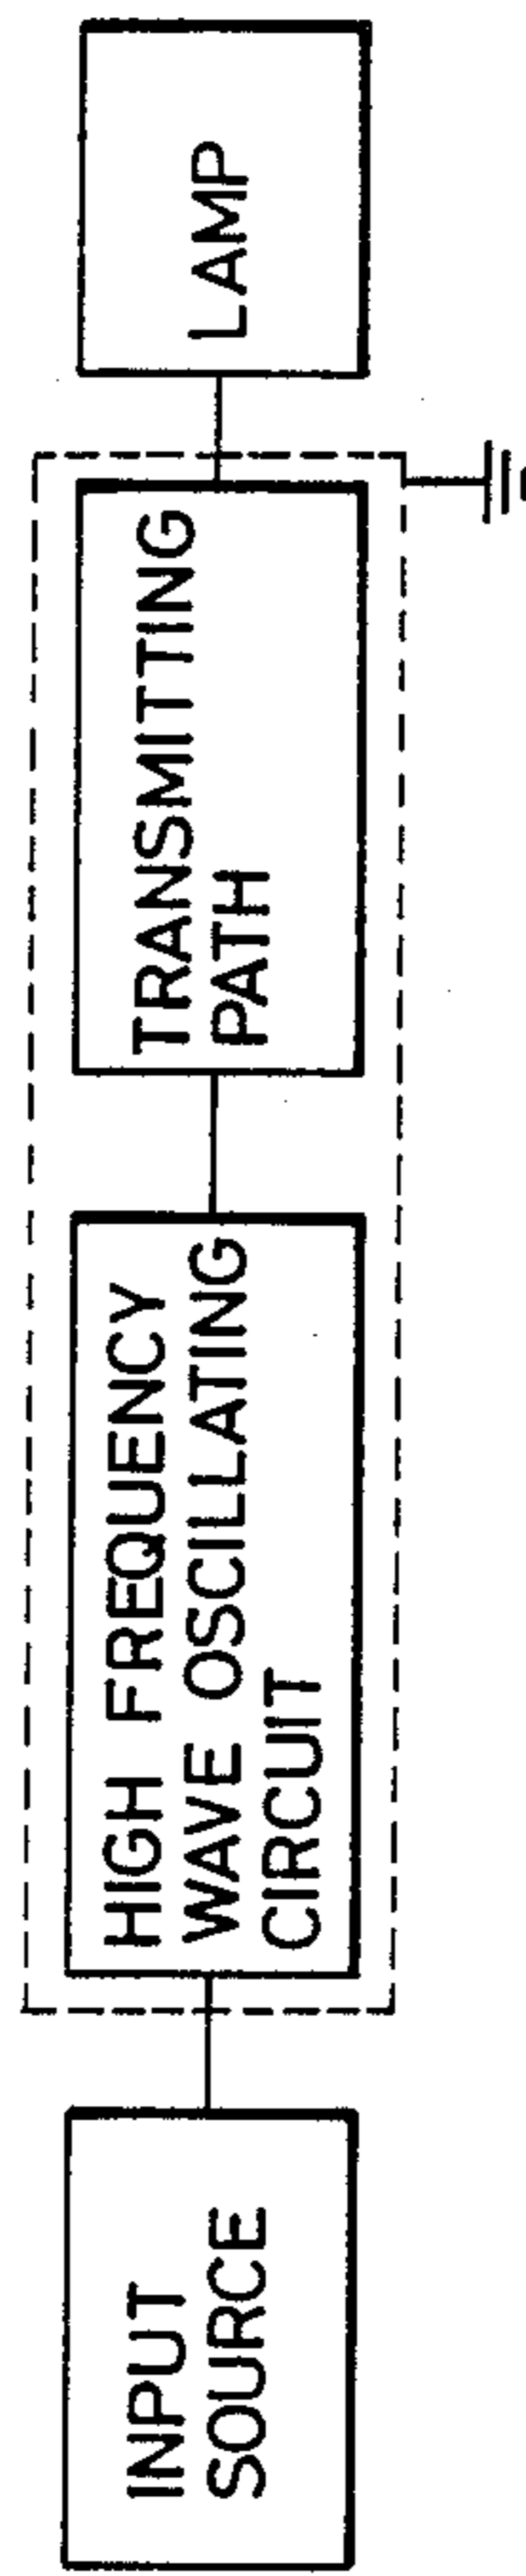 INPUT
SOURCE
HIGH FREQUENCY
WAVE OSCILLATING
CIRCUIT
TRANSMITTING
PATH
LAMP